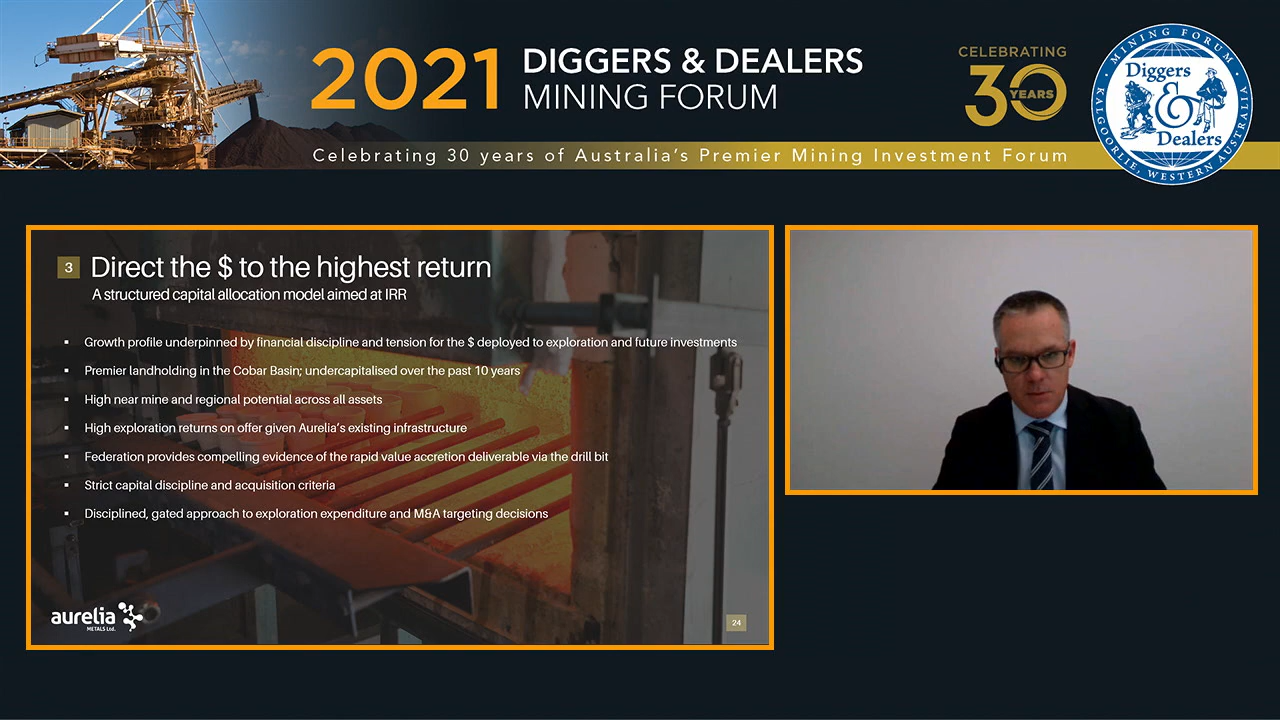 2021 DIGGERS & DEALERS
MINING FORUM
CELEBRATING
30 YEARS
Celebrating 30 years of Australia's Premier Mining Investment Forum
MINING FORUM
Diggers
&
Dealers
KALGOORLIE, WESTERN AUSTRALIA
3 Direct the $ to the highest return
A structured capital allocation model aimed at IRR
▪ Growth profile underpinned by financial discipline and tension for the $ deployed to exploration and future investments
▪ Premier landholding in the Cobar Basin; undercapitalised over the past 10 years
▪ High near mine and regional potential across all assets
▪ High exploration returns on offer given Aurelia's existing infrastructure
▪ Federation provides compelling evidence of the rapid value accretion deliverable via the drill bit
▪ Strict capital discipline and acquisition criteria
▪ Disciplined, gated approach to exploration expenditure and M&A targeting decisions
aurelia
METALS Ltd.
24